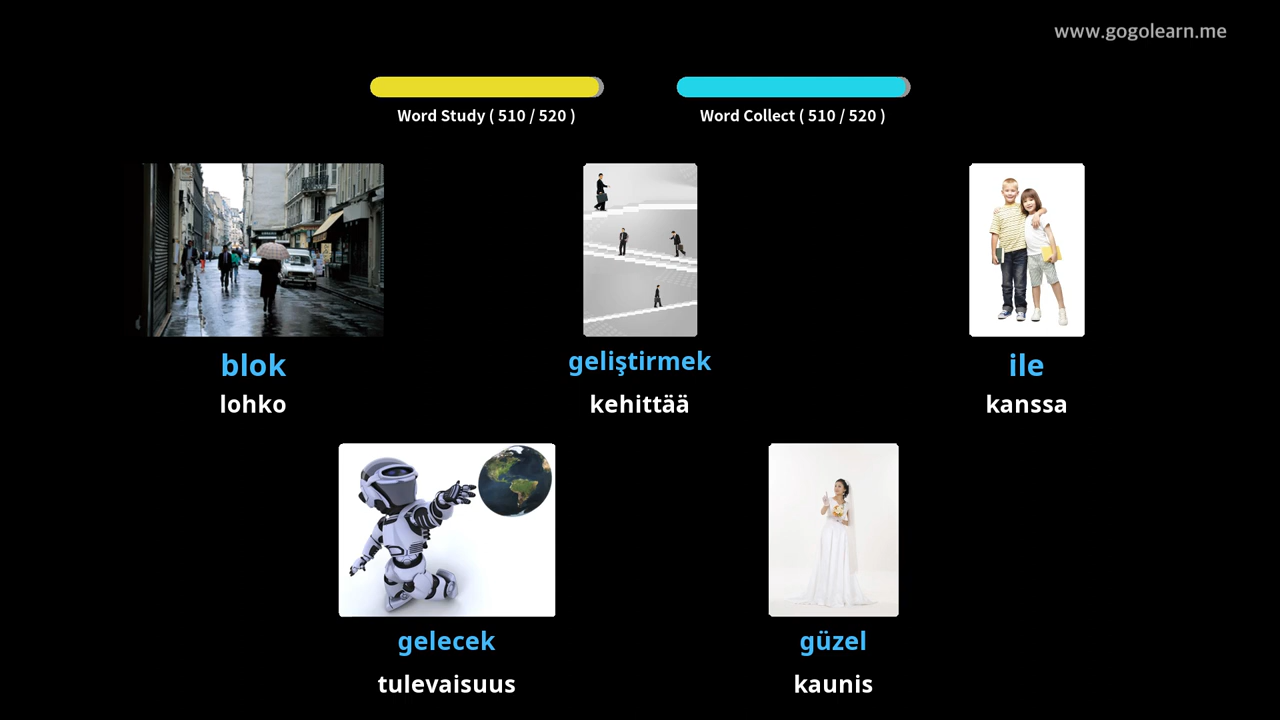 www.gogolearn.me
Word Study ( 510 / 520 )
Word Collect ( 510 / 520 )
blok
lohko
geliştirmek
kehittää
ile
kanssa
gelecek
tulevaisuus
güzel
kaunis